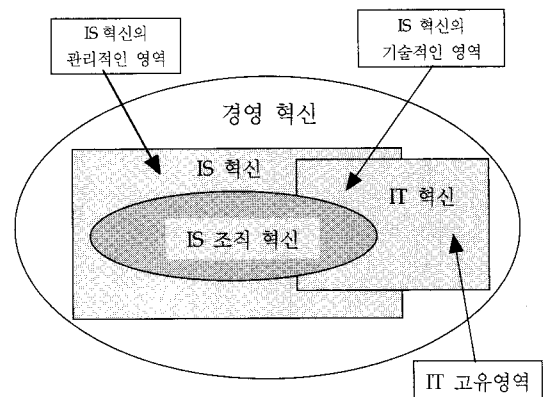 IS 혁신의
관리적인 영역
IS 혁신의
기술적인 영역
경영 혁신
IS 혁신
IT 혁신
IS 조직 혁신
IT 고유영역